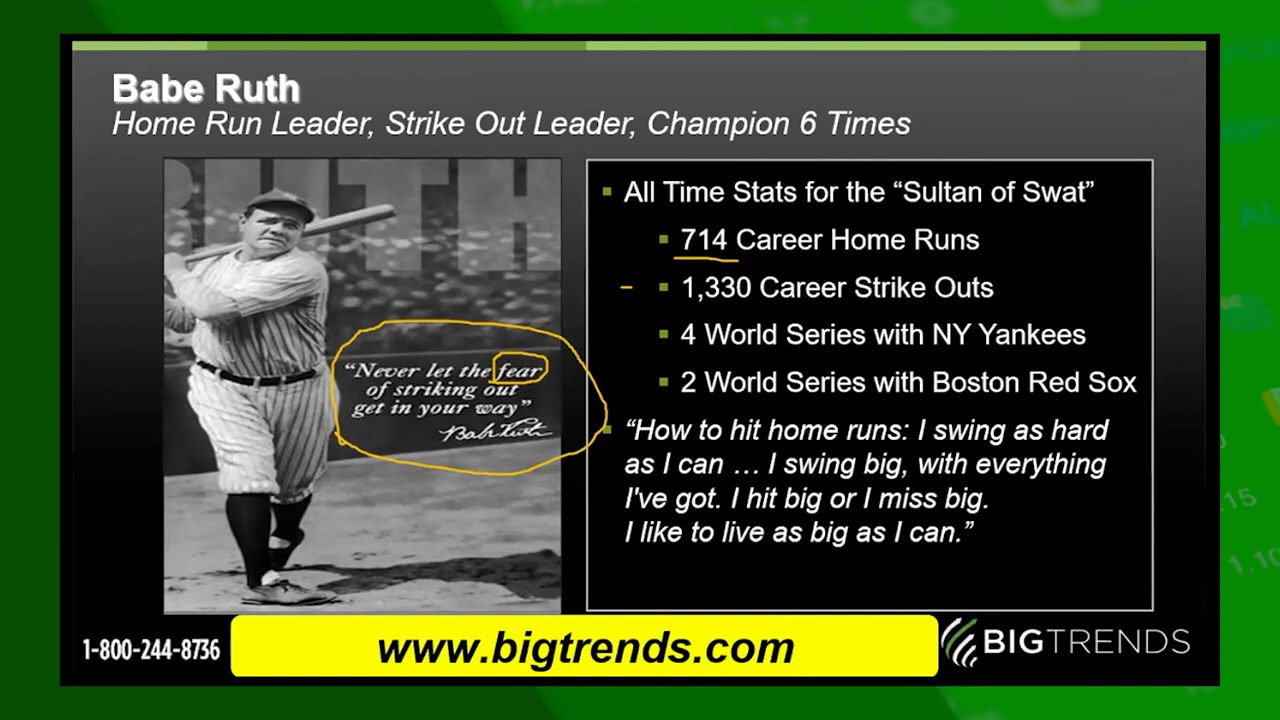 Babe Ruth
Home Run Leader, Strike Out Leader, Champion 6 Times
RUTH
“Never let the fear
of striking out
get in your way”
Babe Ruth
▪ All Time Stats for the “Sultan of Swat”
▪ 714 Career Home Runs
▪ 1,330 Career Strike Outs
▪ 4 World Series with NY Yankees
▪ 2 World Series with Boston Red Sox
▪ “How to hit home runs: I swing as hard
as I can … I swing big, with everything
I've got. I hit big or I miss big.
I like to live as big as I can.”
1-800-244-8736
www.bigtrends.com
BIGTRENDS
.15
1.10